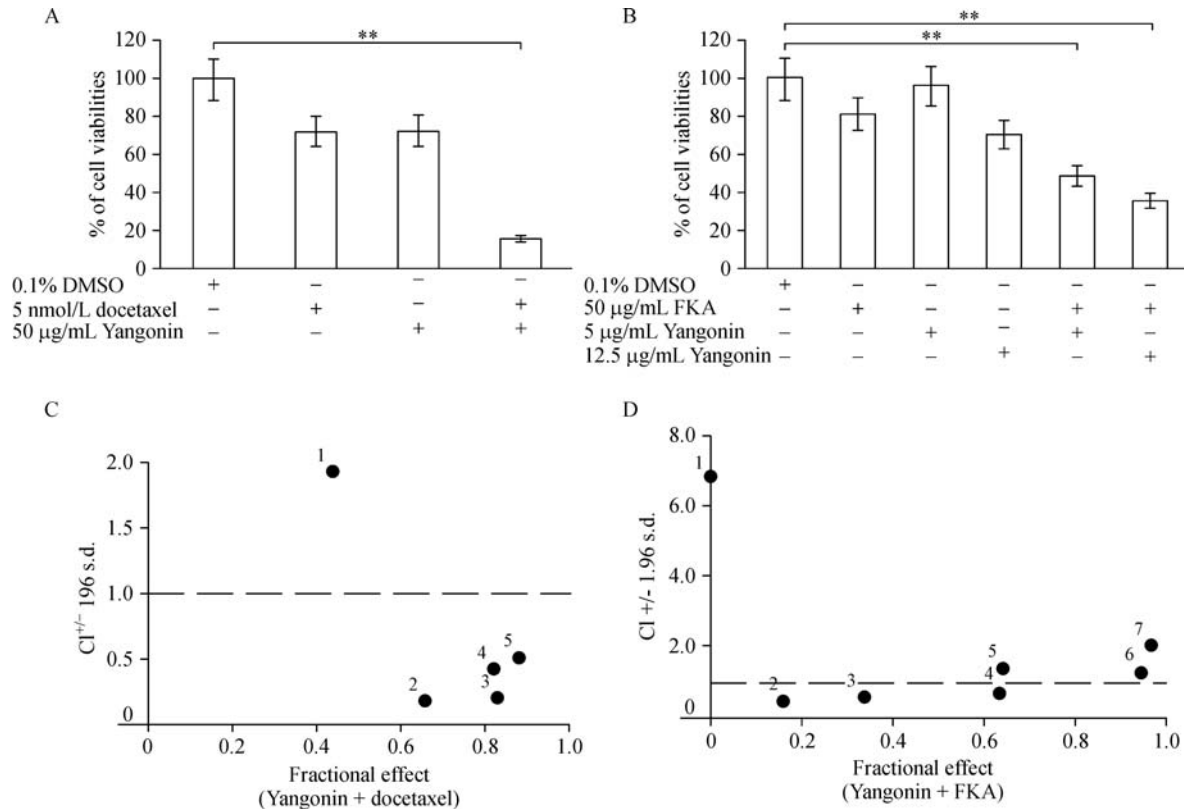 A
**
120
100
80
60
40
20
0
% of cell viabilities
0.1% DMSO + – – –
5 nmol/L docetaxel – + – +
50 μg/mL Yangonin – – + +
B
**
**
120
100
80
60
40
20
0
% of cell viabilities
0.1% DMSO + – – – – –
50 μg/mL FKA – + – – + +
5 μg/mL Yangonin – – + – + –
12.5 μg/mL Yangonin – – – + – +
C
2.0
1.5
1.0
0.5
0
CI+/− 196 s.d.
1
2
3
4
5
0 0.2 0.4 0.6 0.8 1.0
Fractional effect
(Yangonin + docetaxel)
D
8.0
6.0
4.0
2.0
0
CI +/- 1.96 s.d.
1
2
3
4
5
6
7
0 0.2 0.4 0.6 0.8 1.0
Fractional effect
(Yangonin + FKA)